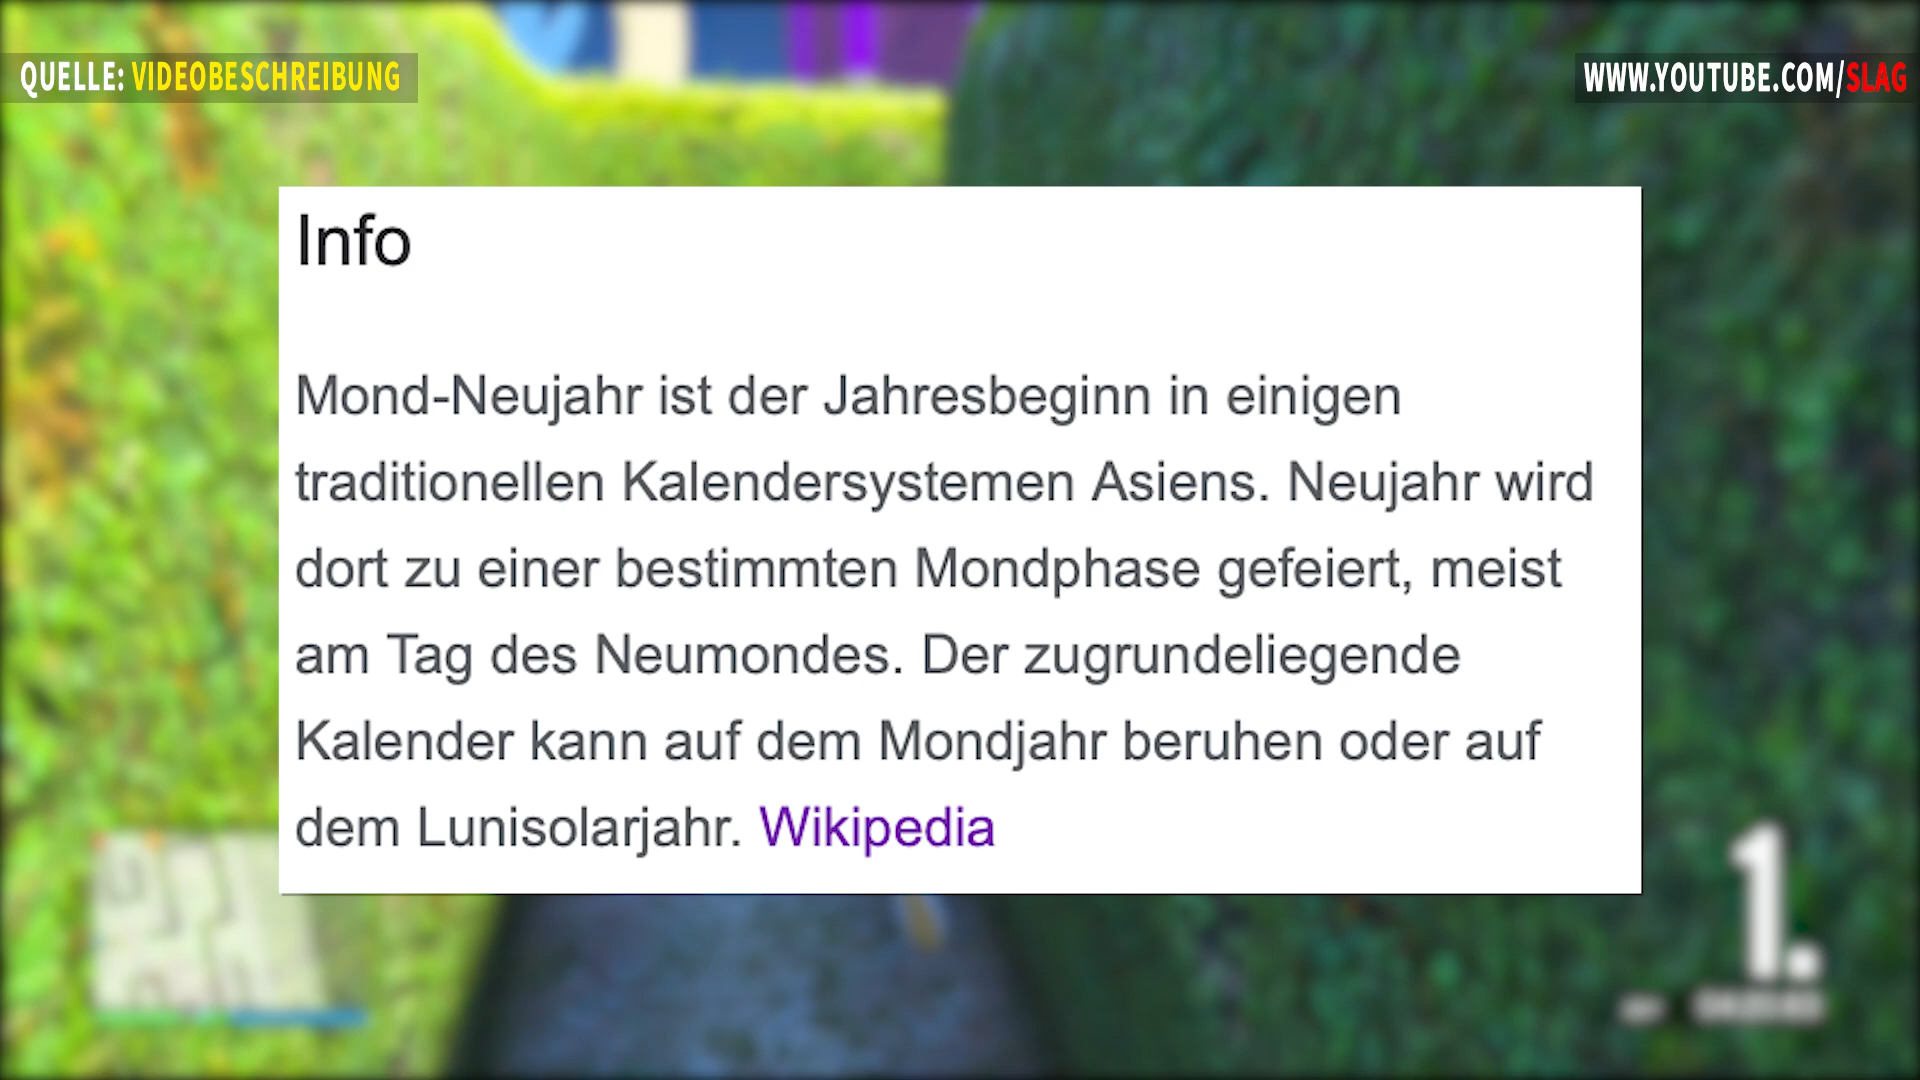 QUELLE: VIDEOBESCHREIBUNG
WWW.YOUTUBE.COM/SLAG
Info
Mond-Neujahr ist der Jahresbeginn in einigen
traditionellen Kalendersystemen Asiens. Neujahr wird
dort zu einer bestimmten Mondphase gefeiert, meist
am Tag des Neumondes. Der zugrundeliegende
Kalender kann auf dem Mondjahr beruhen oder auf
dem Lunisolarjahr. Wikipedia
1.